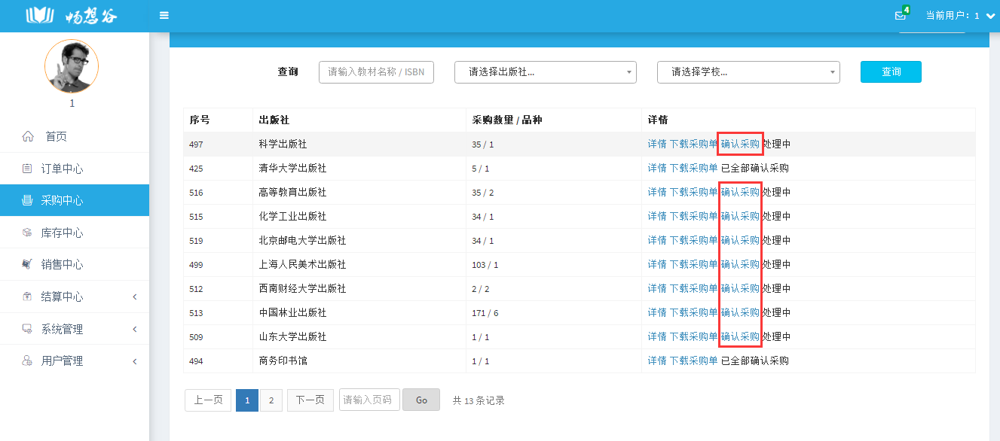 畅想谷
4
当前用户: 1
1
首页
订单中心
采购中心
库存中心
销售中心
结算中心
系统管理
用户管理
查询 请输入教材名称 / ISBN 请选择出版社... 请选择学校... 查询
序号 出版社 采购数量 / 品种 详情
497 科学出版社 35 / 1 详情 下载采购单 确认采购 处理中
425 清华大学出版社 5 / 1 详情 下载采购单 已全部确认采购
516 高等教育出版社 35 / 2 详情 下载采购单 确认采购 处理中
515 化学工业出版社 34 / 1 详情 下载采购单 确认采购 处理中
519 北京邮电大学出版社 34 / 1 详情 下载采购单 确认采购 处理中
499 上海人民美术出版社 103 / 1 详情 下载采购单 确认采购 处理中
512 西南财经大学出版社 2 / 2 详情 下载采购单 确认采购 处理中
513 中国林业出版社 171 / 6 详情 下载采购单 确认采购 处理中
509 山东大学出版社 1 / 1 详情 下载采购单 确认采购 处理中
494 商务印书馆 1 / 1 详情 下载采购单 已全部确认采购
上一页 1 2 下一页 请输入页码 Go 共 13 条记录